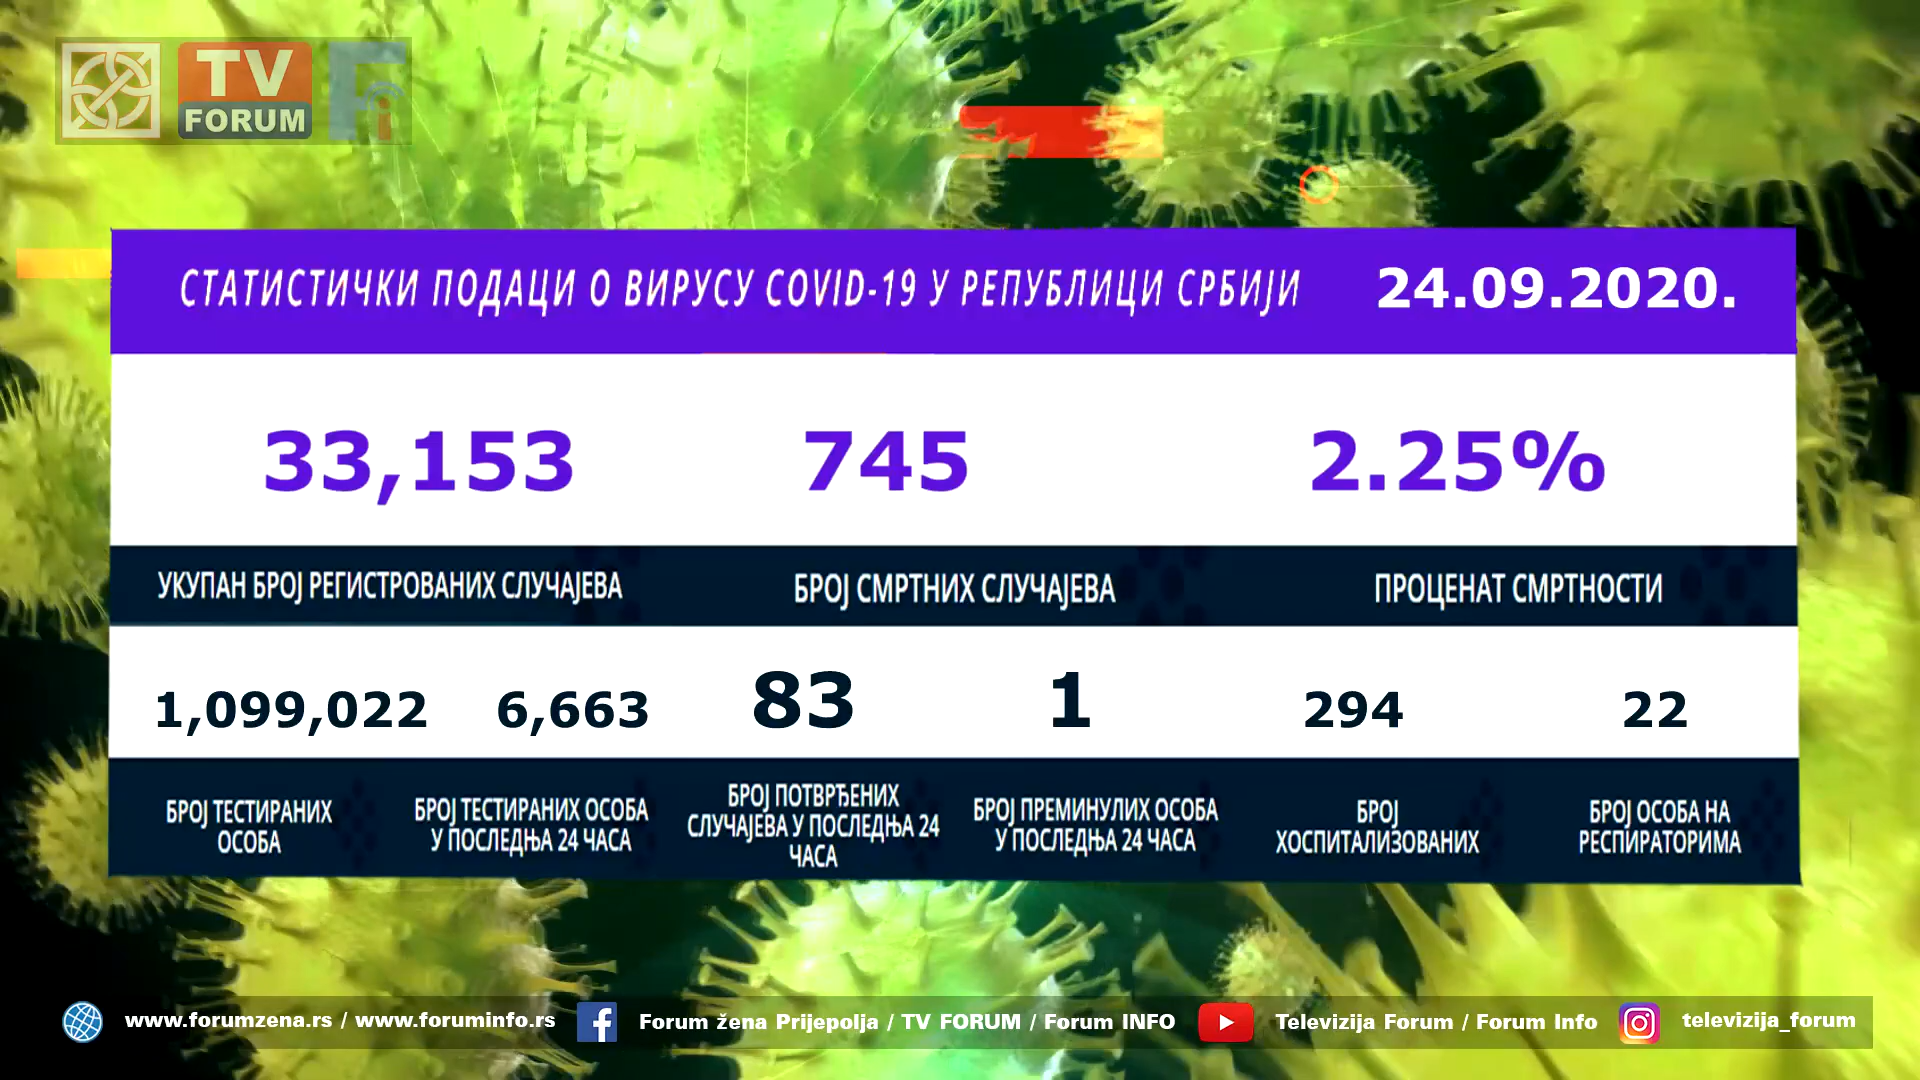 TV
FORUM
Fi
СТАТИСТИЧКИ ПОДАЦИ О ВИРУСУ COVID-19 У РЕПУБЛИЦИ СРБИЈИ 24.09.2020.
33,153 745 2.25%
УКУПАН БРОЈ РЕГИСТРОВАНИХ СЛУЧАЈЕВА БРОЈ СМРТНИХ СЛУЧАЈЕВА ПРОЦЕНАТ СМРТНОСТИ
1,099,022 6,663 83 1 294 22
БРОЈ ТЕСТИРАНИХ
ОСОБА
БРОЈ ТЕСТИРАНИХ ОСОБА
У ПОСЛЕДЊА 24 ЧАСА
БРОЈ ПОТВРЂЕНИХ
СЛУЧАЈЕВА У ПОСЛЕДЊА 24
ЧАСА
БРОЈ ПРЕМИНУЛИХ ОСОБА
У ПОСЛЕДЊА 24 ЧАСА
БРОЈ
ХОСПИТАЛИЗОВАНИХ
БРОЈ ОСОБА НА
РЕСПИРАТОРИМА
www.forumzena.rs / www.foruminfo.rs Forum žena Prijepolja / TV FORUM / Forum INFO Televizija Forum / Forum Info televizija_forum